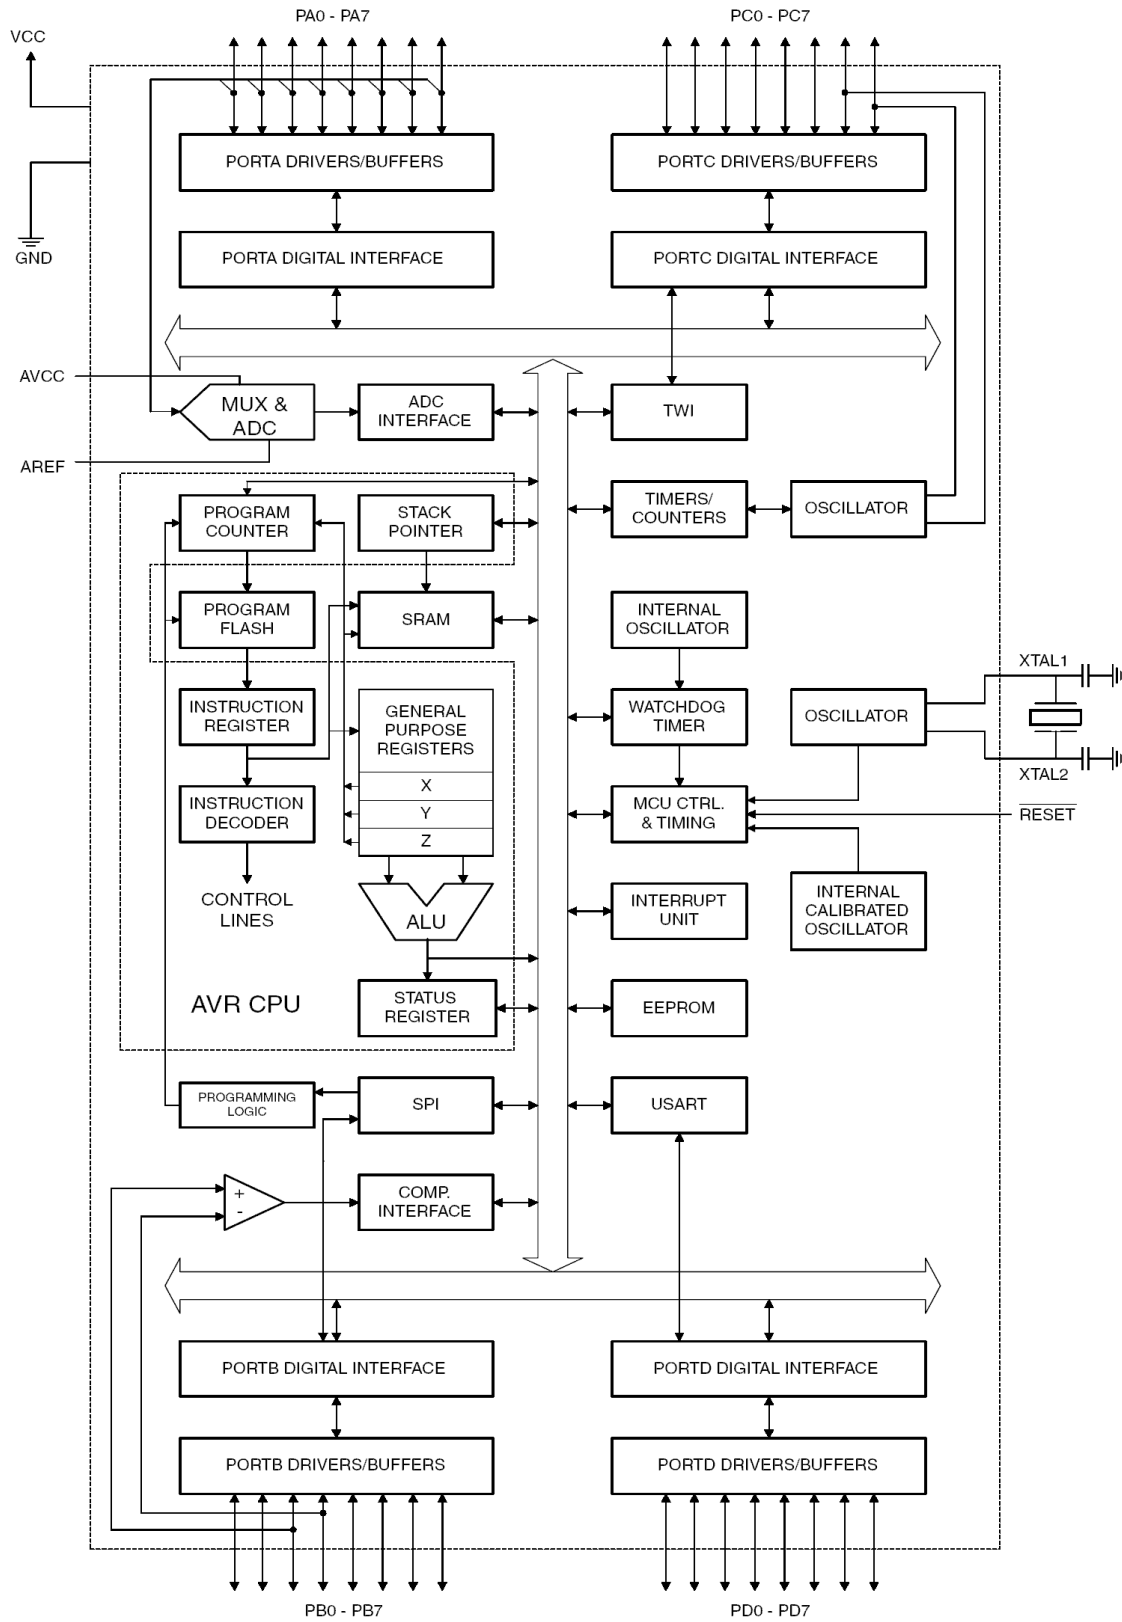 PA0 - PA7
PC0 - PC7
VCC
PORTA DRIVERS/BUFFERS
PORTC DRIVERS/BUFFERS
GND
PORTA DIGITAL INTERFACE
PORTC DIGITAL INTERFACE
AVCC
MUX &
ADC
ADC
INTERFACE
TWI
AREF
PROGRAM
COUNTER
STACK
POINTER
TIMERS/
COUNTERS
OSCILLATOR
PROGRAM
FLASH
SRAM
INTERNAL
OSCILLATOR
XTAL1
INSTRUCTION
REGISTER
GENERAL
PURPOSE
REGISTERS
WATCHDOG
TIMER
OSCILLATOR
XTAL2
X
Y
Z
INSTRUCTION
DECODER
MCU CTRL.
& TIMING
RESET
CONTROL
LINES
ALU
INTERRUPT
UNIT
INTERNAL
CALIBRATED
OSCILLATOR
AVR CPU
STATUS
REGISTER
EEPROM
PROGRAMMING
LOGIC
SPI
USART
+
-
COMP.
INTERFACE
PORTB DIGITAL INTERFACE
PORTD DIGITAL INTERFACE
PORTB DRIVERS/BUFFERS
PORTD DRIVERS/BUFFERS
PB0 - PB7
PD0 - PD7